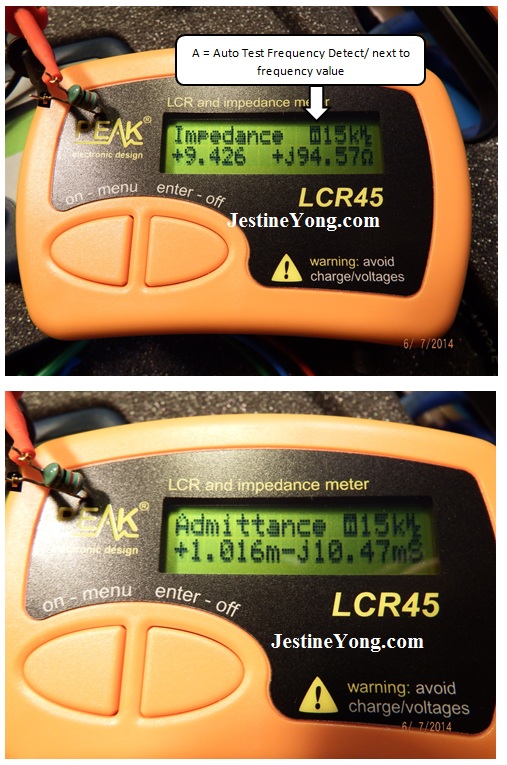 A = Auto Test Frequency Detect/ next to
frequency value
LCR and impedance meter
PEAK®
electronic design
Impedance A15kHz
+9.426 +J94.57Ω
on - menu enter - off
LCR45
JestineYong.com
warning: avoid
charge/voltages
6/ 7/2014
LCR and impedance meter
PEAK®
electronic design
Admittance A15kHz
+1.016m-J10.47mS
on - menu enter - off
LCR45
JestineYong.com
warning: avoid
charge/voltages
6/ 7/2014